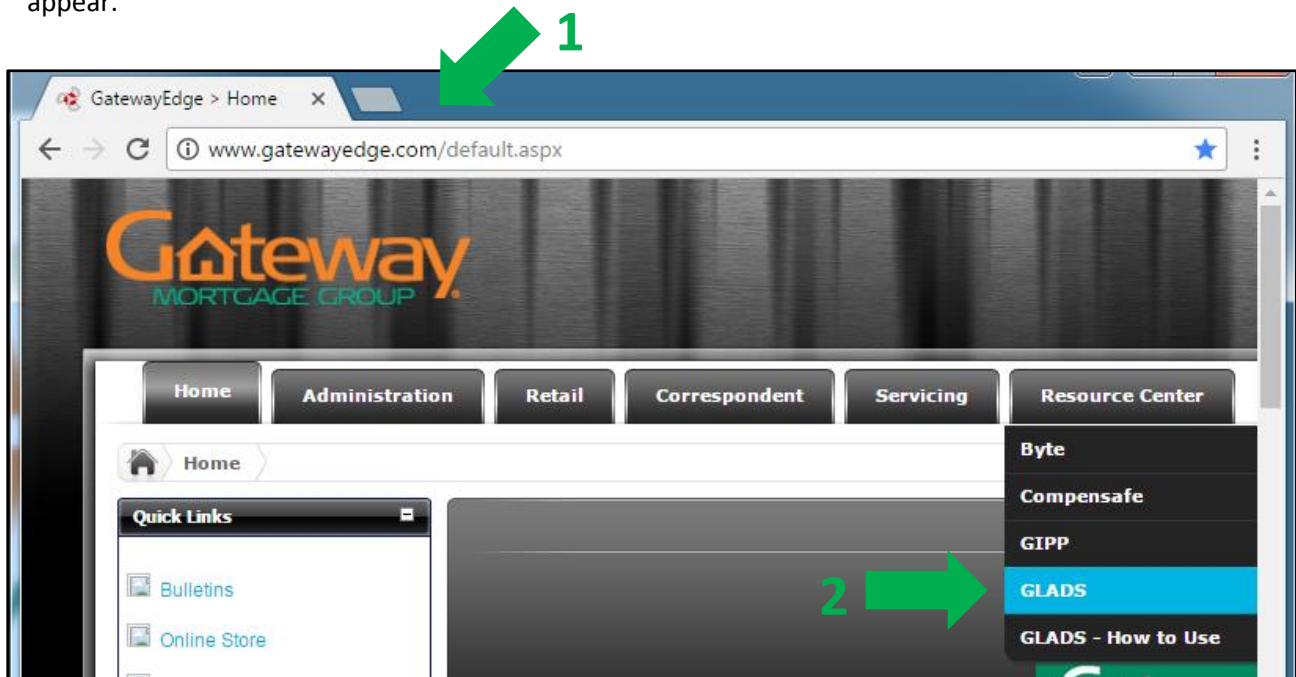 appear.
1
GatewayEdge > Home
www.gatewayedge.com/default.aspx
Gateway
MORTGAGE GROUP
Home Administration Retail Correspondent Servicing Resource Center
Home
Byte
Quick Links
Compensafe
GIPP
2
GLADS
Bulletins
GLADS - How to Use
Online Store